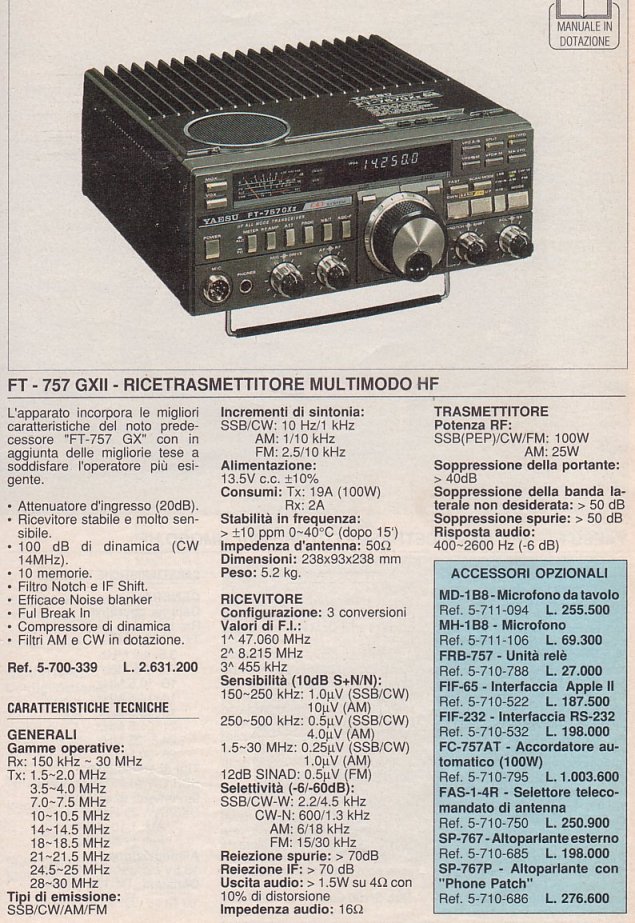 MANUALE IN
DOTAZIONE
YAESU
FT-757GXII
14.250.0
YAESU FT-757GXII
HF ALL MODE TRANSCEIVER
POWER
MIC
PHONES
FT - 757 GXII - RICETRASMETTITORE MULTIMODO HF
L'apparato incorpora le migliori
caratteristiche del noto prede-
cessore "FT-757 GX" con in
aggiunta delle migliorie tese a
soddisfare l'operatore più esi-
gente.
• Attenuatore d'ingresso (20dB).
• Ricevitore stabile e molto sen-
sibile.
• 100 dB di dinamica (CW
14MHz).
• 10 memorie.
• Filtro Notch e IF Shift.
• Efficace Noise blanker
• Ful Break In
• Compressore di dinamica
• Filtri AM e CW in dotazione.
Ref. 5-700-339 L. 2.631.200
CARATTERISTICHE TECNICHE
GENERALI
Gamme operative:
Rx: 150 kHz ~ 30 MHz
Tx: 1.5~2.0 MHz
3.5~4.0 MHz
7.0~7.5 MHz
10~10.5 MHz
14~14.5 MHz
18~18.5 MHz
21~21.5 MHz
24.5~25 MHz
28~30 MHz
Tipi di emissione:
SSB/CW/AM/FM
Incrementi di sintonia:
SSB/CW: 10 Hz/1 kHz
AM: 1/10 kHz
FM: 2.5/10 kHz
Alimentazione:
13.5V c.c. ±10%
Consumi: Tx: 19A (100W)
Rx: 2A
Stabilità in frequenza:
> ±10 ppm 0~40°C (dopo 15')
Impedenza d'antenna: 50Ω
Dimensioni: 238x93x238 mm
Peso: 5.2 kg.
RICEVITORE
Configurazione: 3 conversioni
Valori di F.I.:
1^ 47.060 MHz
2^ 8.215 MHz
3^ 455 kHz
Sensibilità (10dB S+N/N):
150~250 kHz: 1.0µV (SSB/CW)
10µV (AM)
250~500 kHz: 0.5µV (SSB/CW)
4.0µV (AM)
1.5~30 MHz: 0.25µV (SSB/CW)
1.0µV (AM)
12dB SINAD: 0.5µV (FM)
Selettività (-6/-60dB):
SSB/CW-W: 2.2/4.5 kHz
CW-N: 600/1.3 kHz
AM: 6/18 kHz
FM: 15/30 kHz
Reiezione spurie: > 70dB
Reiezione IF: > 70 dB
Uscita audio: > 1.5W su 4Ω con
10% di distorsione
Impedenza audio: 16Ω
TRASMETTITORE
Potenza RF:
SSB(PEP)/CW/FM: 100W
AM: 25W
Soppressione della portante:
> 40dB
Soppressione della banda la-
terale non desiderata: > 50 dB
Soppressione spurie: > 50 dB
Risposta audio:
400~2600 Hz (-6 dB)
ACCESSORI OPZIONALI
MD-1B8 - Microfono da tavolo
Ref. 5-711-094 L. 255.500
MH-1B8 - Microfono
Ref. 5-711-106 L. 69.300
FRB-757 - Unità relè
Ref. 5-710-788 L. 27.000
FIF-65 - Interfaccia Apple II
Ref. 5-710-522 L. 187.500
FIF-232 - Interfaccia RS-232
Ref. 5-710-532 L. 198.000
FC-757AT - Accordatore au-
tomatico (100W)
Ref. 5-710-795 L. 1.003.600
FAS-1-4R - Selettore teleco-
mandato di antenna
Ref. 5-710-750 L. 250.900
SP-767 - Altoparlante esterno
Ref. 5-710-685 L. 198.000
SP-767P - Altoparlante con
"Phone Patch"
Ref. 5-710-686 L. 276.600